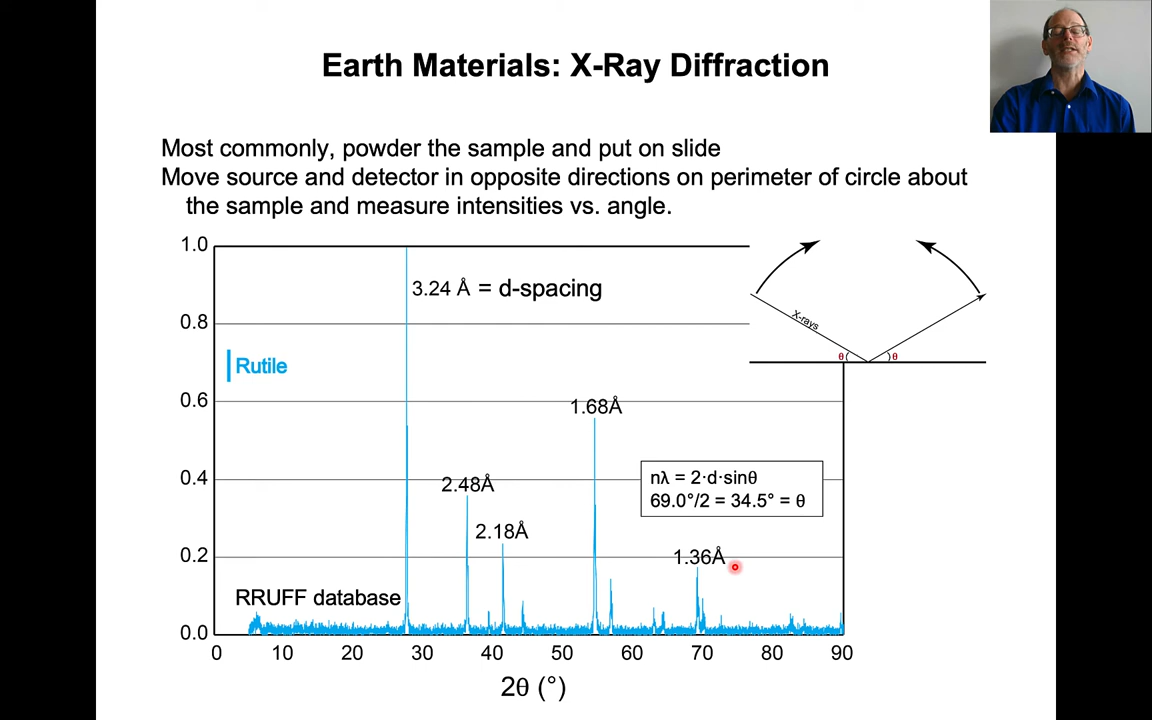 Earth Materials: X-Ray Diffraction
Most commonly, powder the sample and put on slide
Move source and detector in opposite directions on perimeter of circle about
the sample and measure intensities vs. angle.
1.0
3.24 Å = d-spacing
X-rays
θ
θ
0.8
Rutile
0.6
1.68Å
0.4
2.48Å
nλ = 2·d·sinθ
69.0°/2 = 34.5° = θ
2.18Å
0.2
1.36Å
RRUFF database
0.0
0 10 20 30 40 50 60 70 80 90
2θ (°)